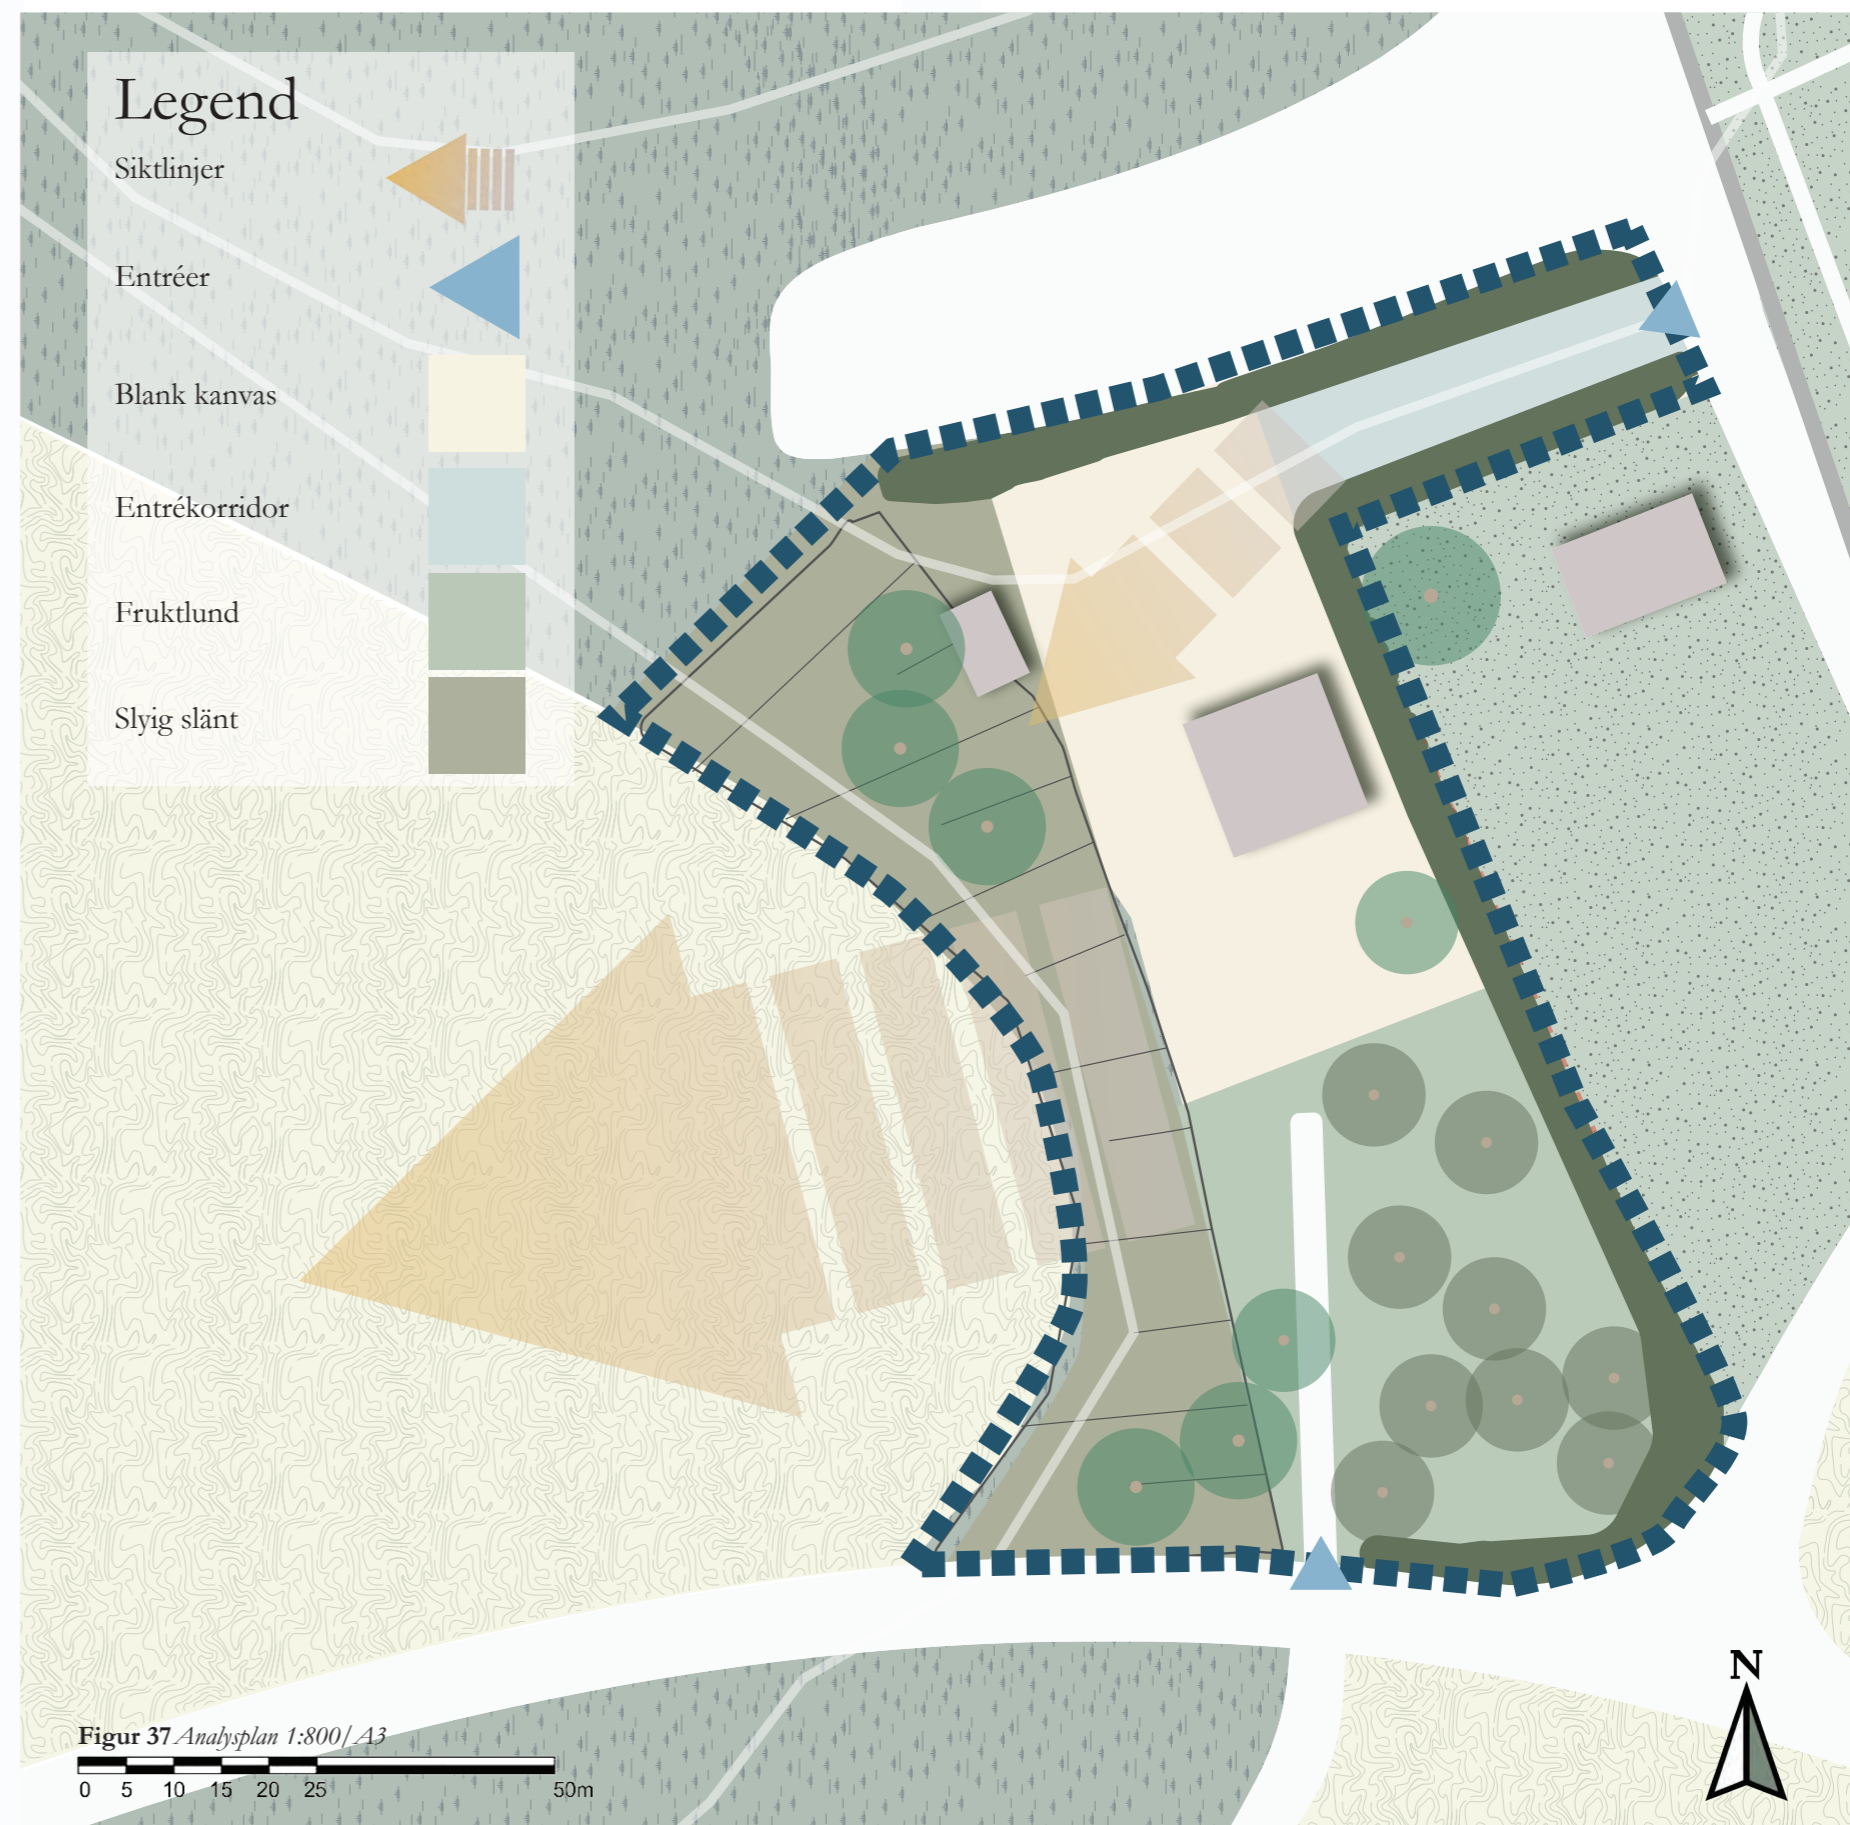 Legend
Siktlinjer
Entréer
Blank kanvas
Entrékorridor
Fruktlund
Slyig slänt
N
Figur 37 Analysplan 1:800/A3
0 5 10 15 20 25 50m